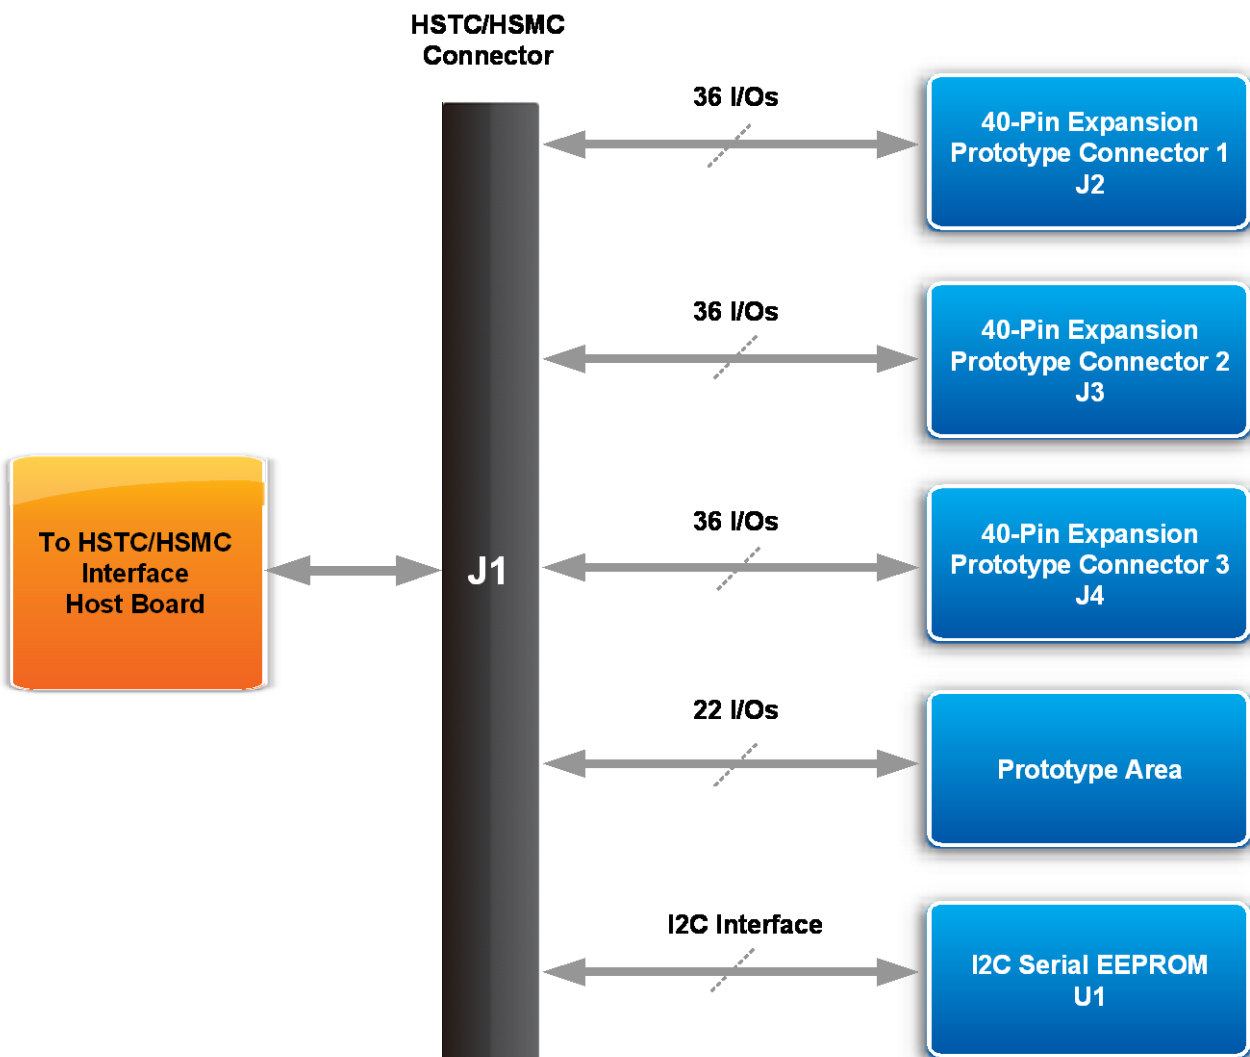 HSTC/HSMC
Connector
36 I/Os
40-Pin Expansion
Prototype Connector 1
J2
36 I/Os
40-Pin Expansion
Prototype Connector 2
J3
To HSTC/HSMC
Interface
Host Board
J1
36 I/Os
40-Pin Expansion
Prototype Connector 3
J4
22 I/Os
Prototype Area
I2C Interface
I2C Serial EEPROM
U1